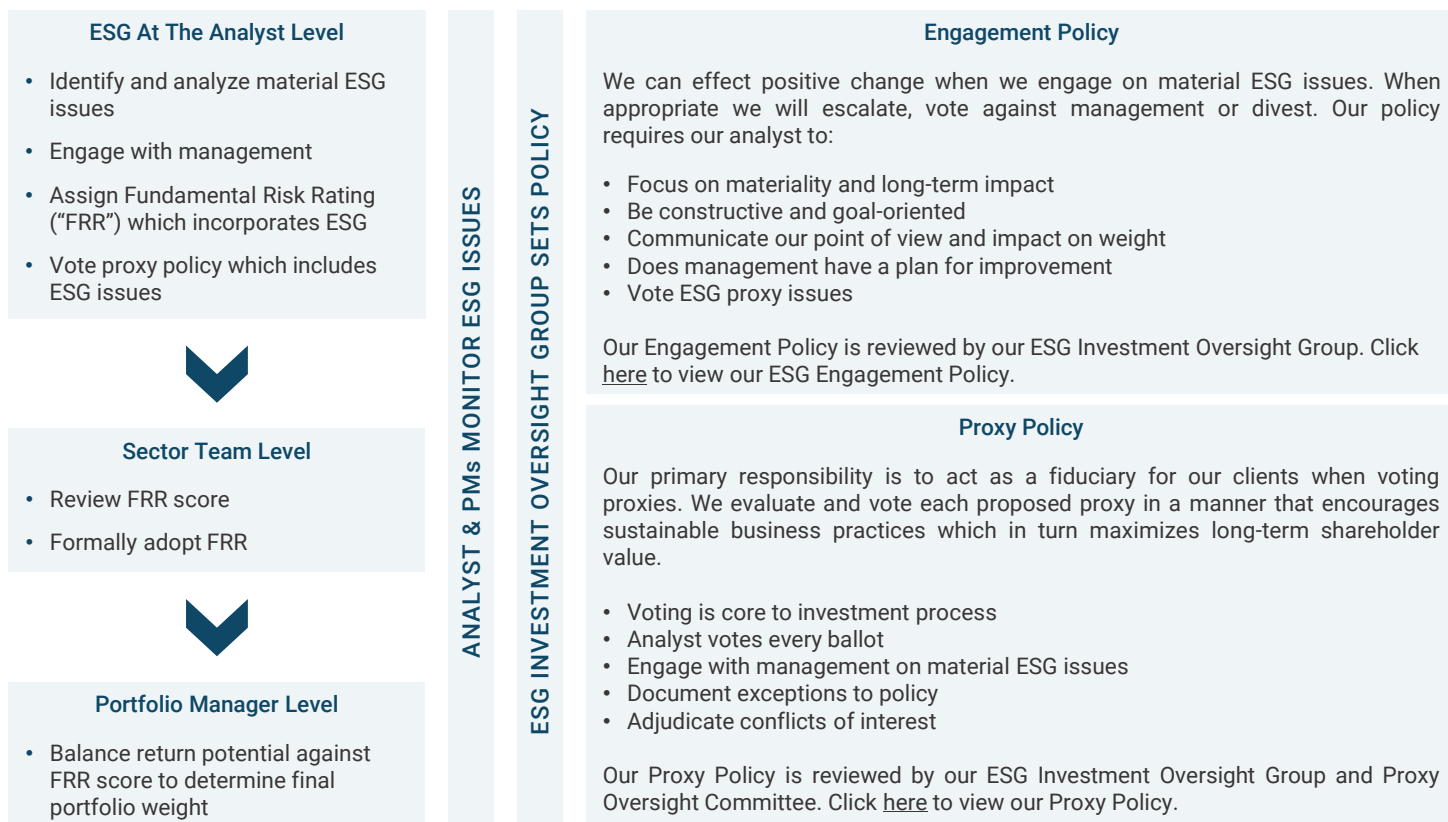 ESG At The Analyst Level
• Identify and analyze material ESG
issues
• Engage with management
• Assign Fundamental Risk Rating
(“FRR”) which incorporates ESG
• Vote proxy policy which includes
ESG issues
Sector Team Level
• Review FRR score
• Formally adopt FRR
Portfolio Manager Level
• Balance return potential against
FRR score to determine final
portfolio weight
ANALYST & PMs MONITOR ESG ISSUES
ESG INVESTMENT OVERSIGHT GROUP SETS POLICY
Engagement Policy
We can effect positive change when we engage on material ESG issues. When
appropriate we will escalate, vote against management or divest. Our policy
requires our analyst to:
• Focus on materiality and long-term impact
• Be constructive and goal-oriented
• Communicate our point of view and impact on weight
• Does management have a plan for improvement
• Vote ESG proxy issues
Our Engagement Policy is reviewed by our ESG Investment Oversight Group. Click
here to view our ESG Engagement Policy.
Proxy Policy
Our primary responsibility is to act as a fiduciary for our clients when voting
proxies. We evaluate and vote each proposed proxy in a manner that encourages
sustainable business practices which in turn maximizes long-term shareholder
value.
• Voting is core to investment process
• Analyst votes every ballot
• Engage with management on material ESG issues
• Document exceptions to policy
• Adjudicate conflicts of interest
Our Proxy Policy is reviewed by our ESG Investment Oversight Group and Proxy
Oversight Committee. Click here to view our Proxy Policy.